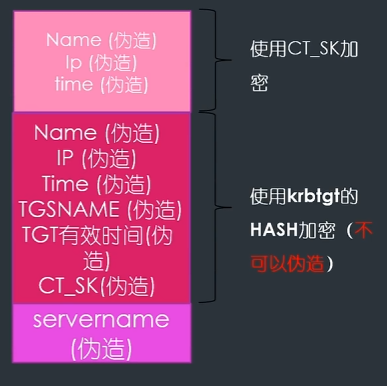 Name (伪造)
Ip (伪造)
time (伪造)
使用CT_SK加
密
Name (伪造)
IP (伪造)
Time (伪造)
TGSNAME (伪造)
TGT有效时间(伪
造)
CT_SK(伪造)
使用krbtgt的
HASH加密（不
可以伪造）
servername
(伪造)